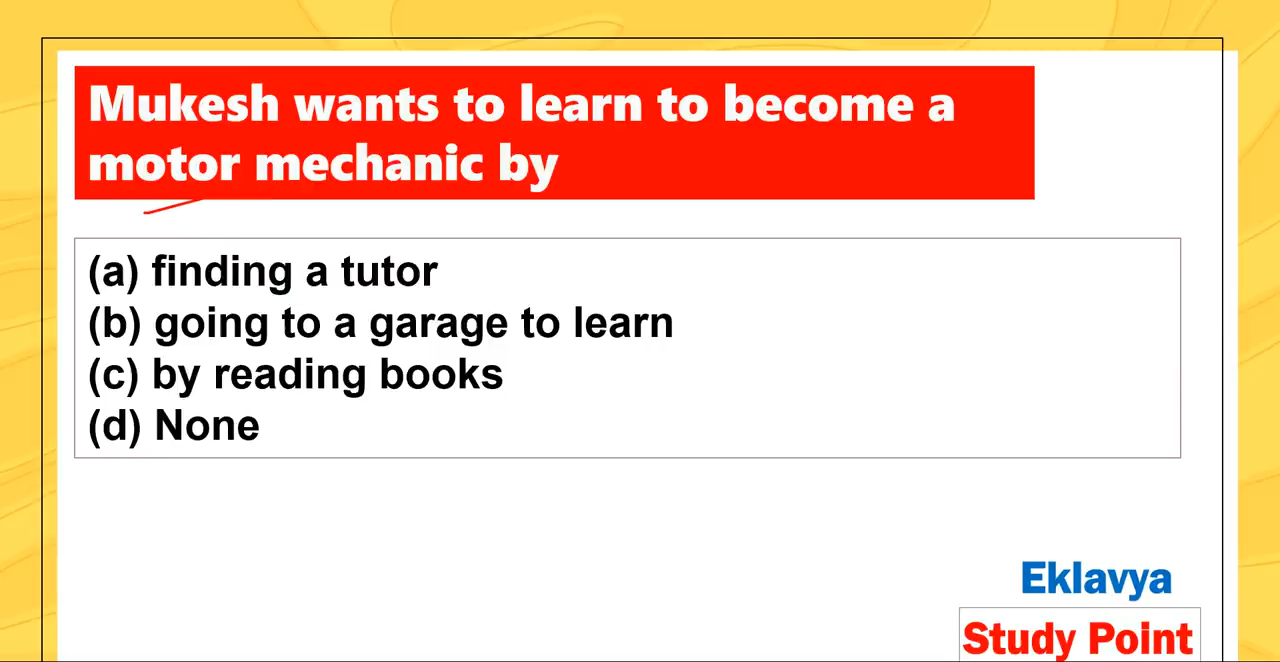 Mukesh wants to learn to become a
motor mechanic by
(a) finding a tutor
(b) going to a garage to learn
(c) by reading books
(d) None
Eklavya
Study Point